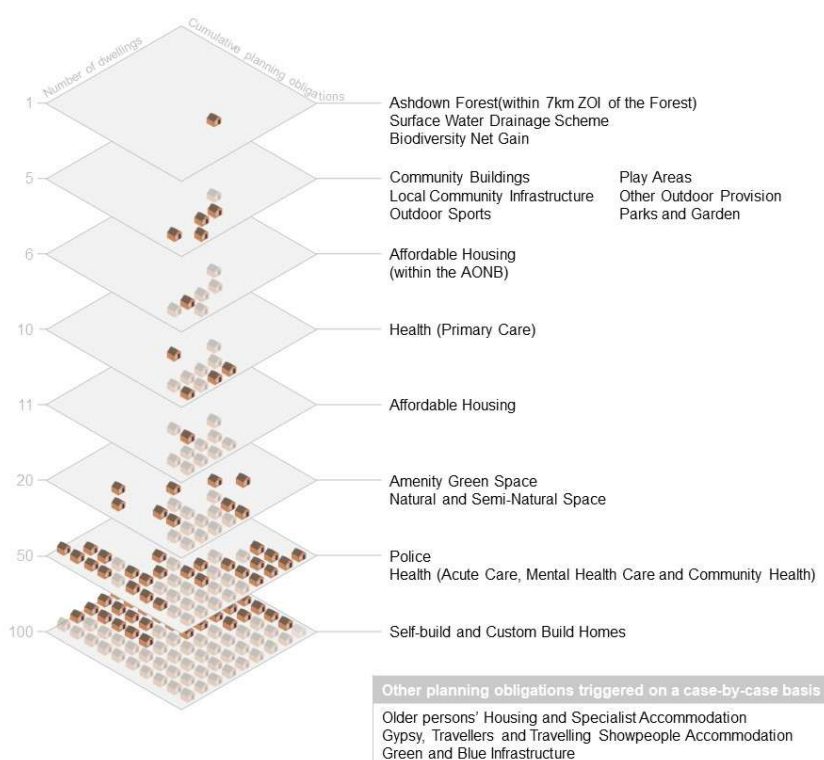 Number of dwellings
Cumulative planning obligations
1
Ashdown Forest(within 7km ZOI of the Forest)
Surface Water Drainage Scheme
Biodiversity Net Gain
5
Community Buildings
Local Community Infrastructure
Outdoor Sports
Play Areas
Other Outdoor Provision
Parks and Garden
6
Affordable Housing
(within the AONB)
10
Health (Primary Care)
11
Affordable Housing
20
Amenity Green Space
Natural and Semi-Natural Space
50
Police
Health (Acute Care, Mental Health Care and Community Health)
100
Self-build and Custom Build Homes
Other planning obligations triggered on a case-by-case basis
Older persons' Housing and Specialist Accommodation
Gypsy, Travellers and Travelling Showpeople Accommodation
Green and Blue Infrastructure